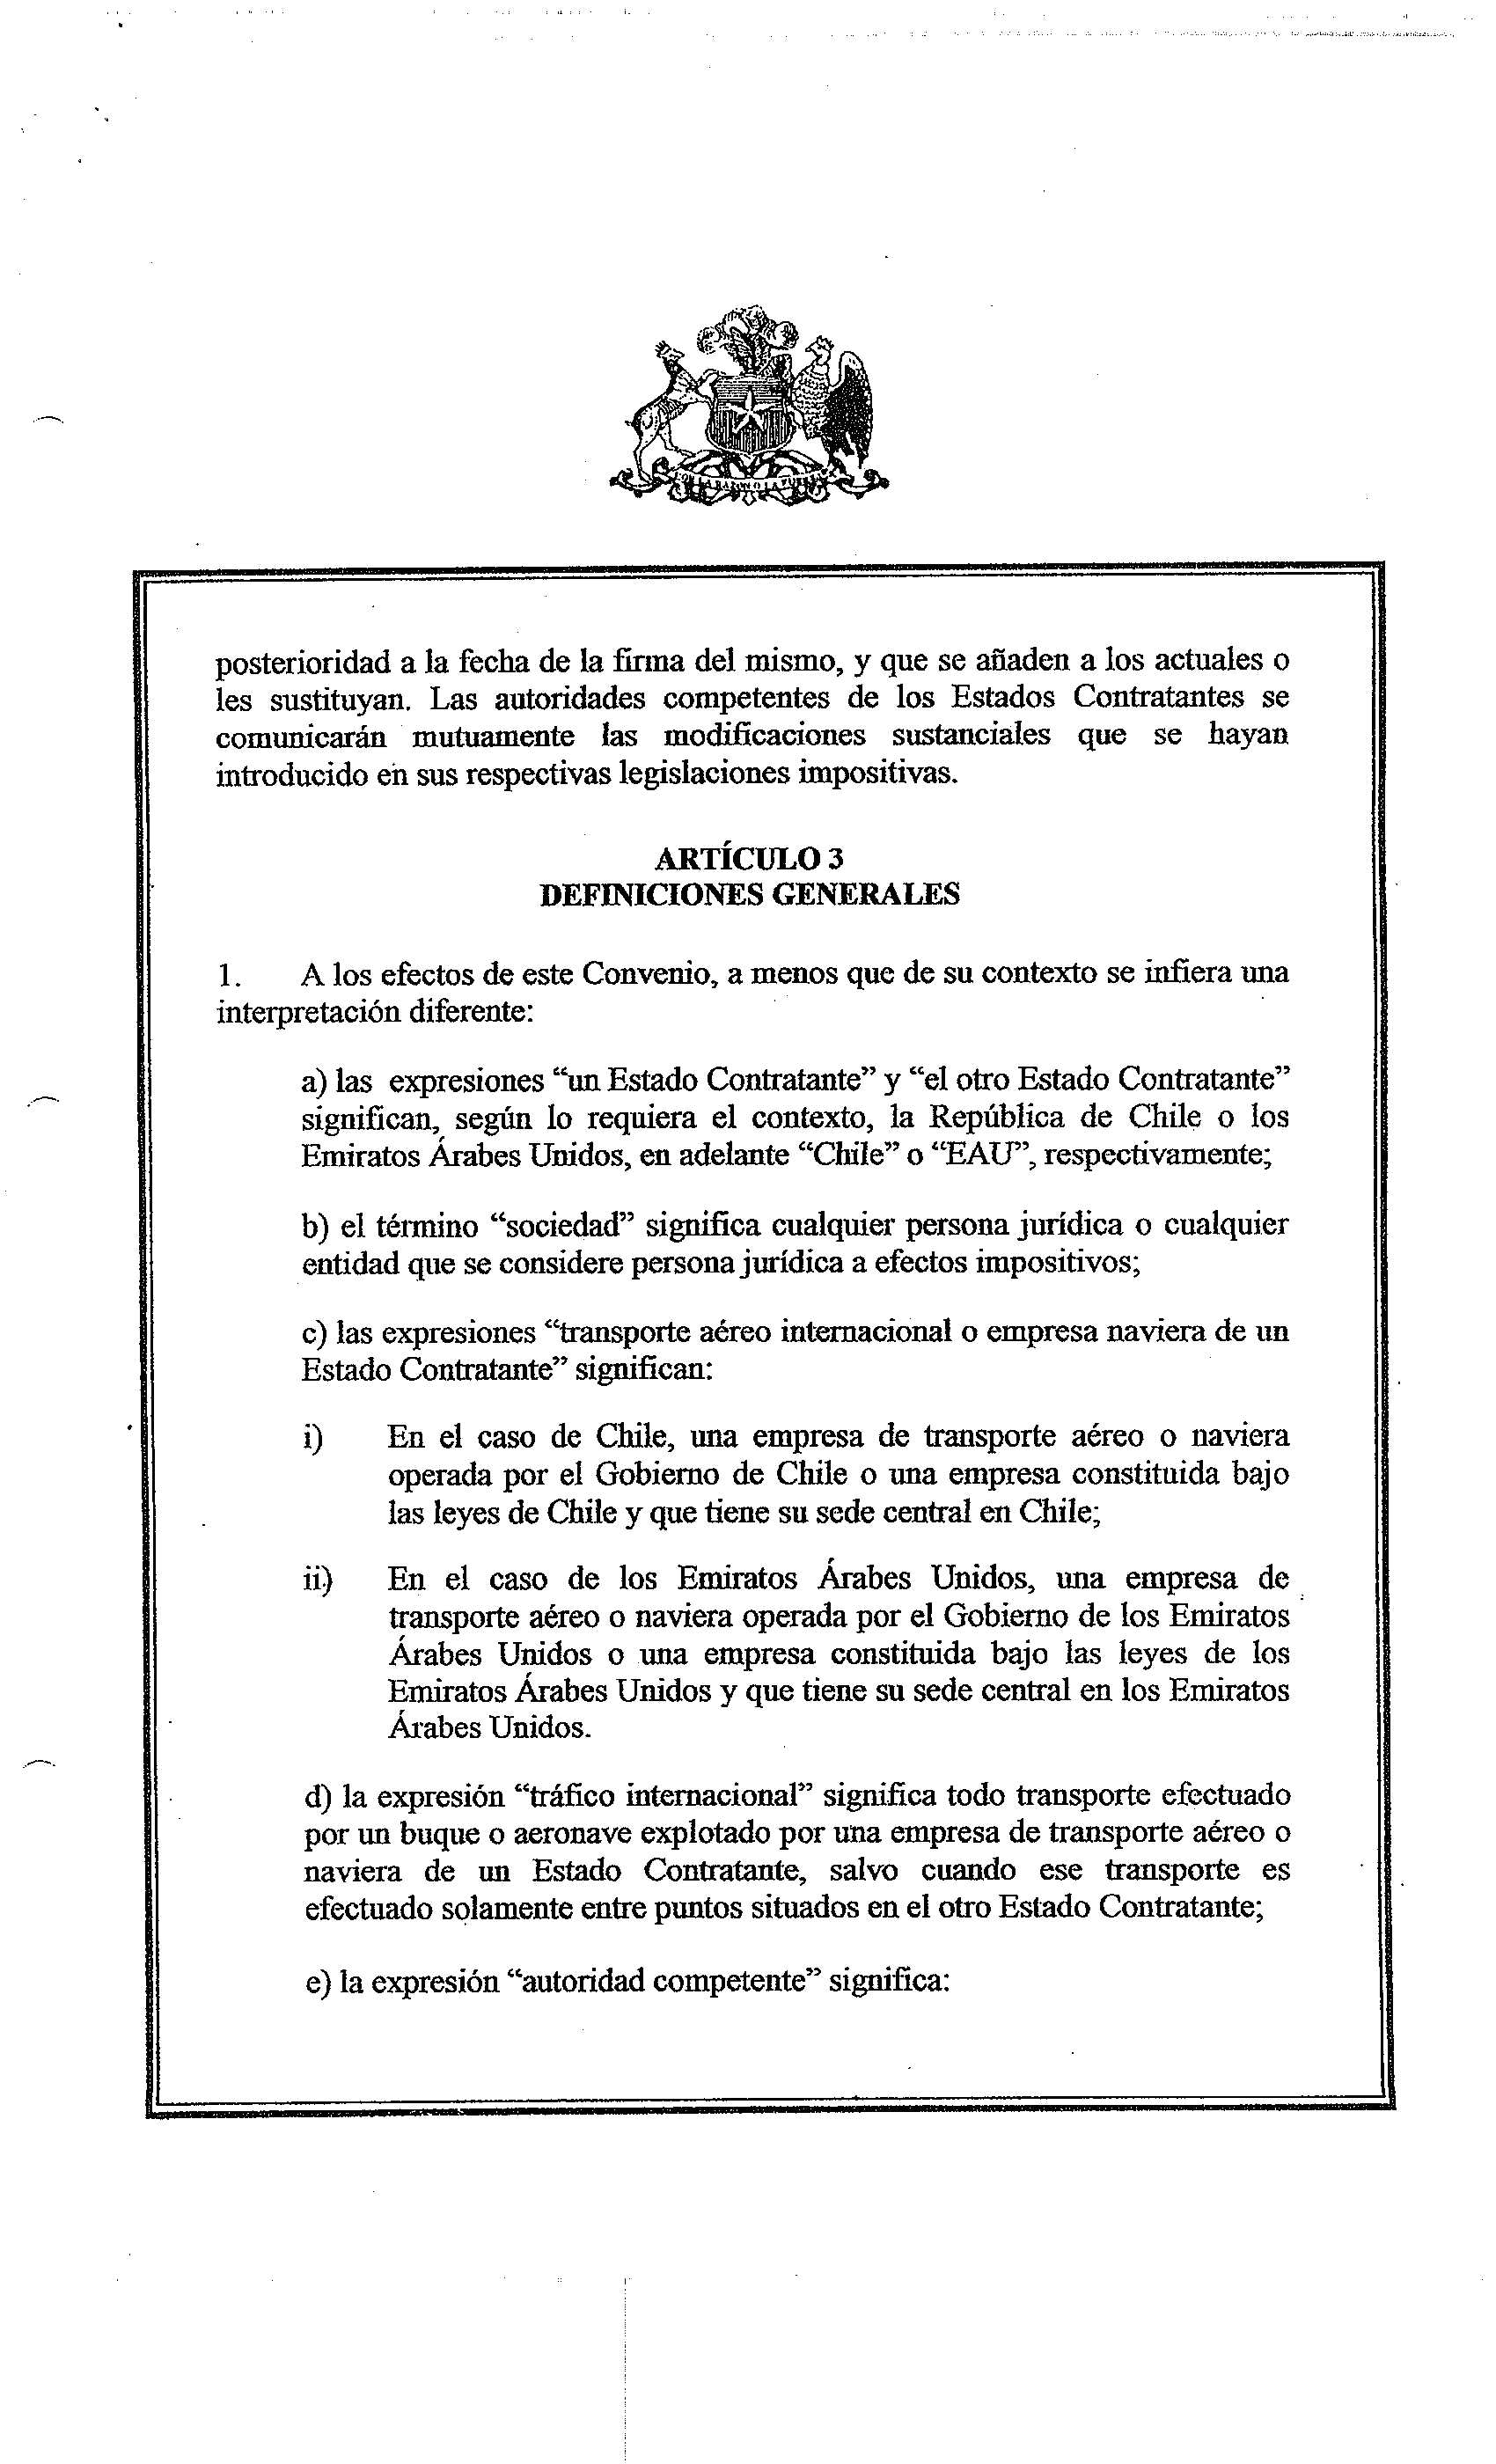 CON LA RAZON O LA FUERZA
posterioridad a la fecha de la firma del mismo, y que se añaden a los actuales o
les sustituyan. Las autoridades competentes de los Estados Contratantes se
comunicarán mutuamente las modificaciones sustanciales que se hayan
introducido en sus respectivas legislaciones impositivas.
ARTÍCULO 3
DEFINICIONES GENERALES
1. A los efectos de este Convenio, a menos que de su contexto se infiera una
interpretación diferente:
a) las expresiones “un Estado Contratante” y “el otro Estado Contratante”
significan, según lo requiera el contexto, la República de Chile o los
Emiratos Árabes Unidos, en adelante “Chile” o “EAU”, respectivamente;
b) el término “sociedad” significa cualquier persona jurídica o cualquier
entidad que se considere persona jurídica a efectos impositivos;
c) las expresiones “transporte aéreo internacional o empresa naviera de un
Estado Contratante” significan:
i) En el caso de Chile, una empresa de transporte aéreo o naviera
operada por el Gobierno de Chile o una empresa constituida bajo
las leyes de Chile y que tiene su sede central en Chile;
ii) En el caso de los Emiratos Árabes Unidos, una empresa de
transporte aéreo o naviera operada por el Gobierno de los Emiratos
Árabes Unidos o una empresa constituida bajo las leyes de los
Emiratos Árabes Unidos y que tiene su sede central en los Emiratos
Árabes Unidos.
d) la expresión “tráfico internacional” significa todo transporte efectuado
por un buque o aeronave explotado por una empresa de transporte aéreo o
naviera de un Estado Contratante, salvo cuando ese transporte es
efectuado solamente entre puntos situados en el otro Estado Contratante;
e) la expresión “autoridad competente” significa: